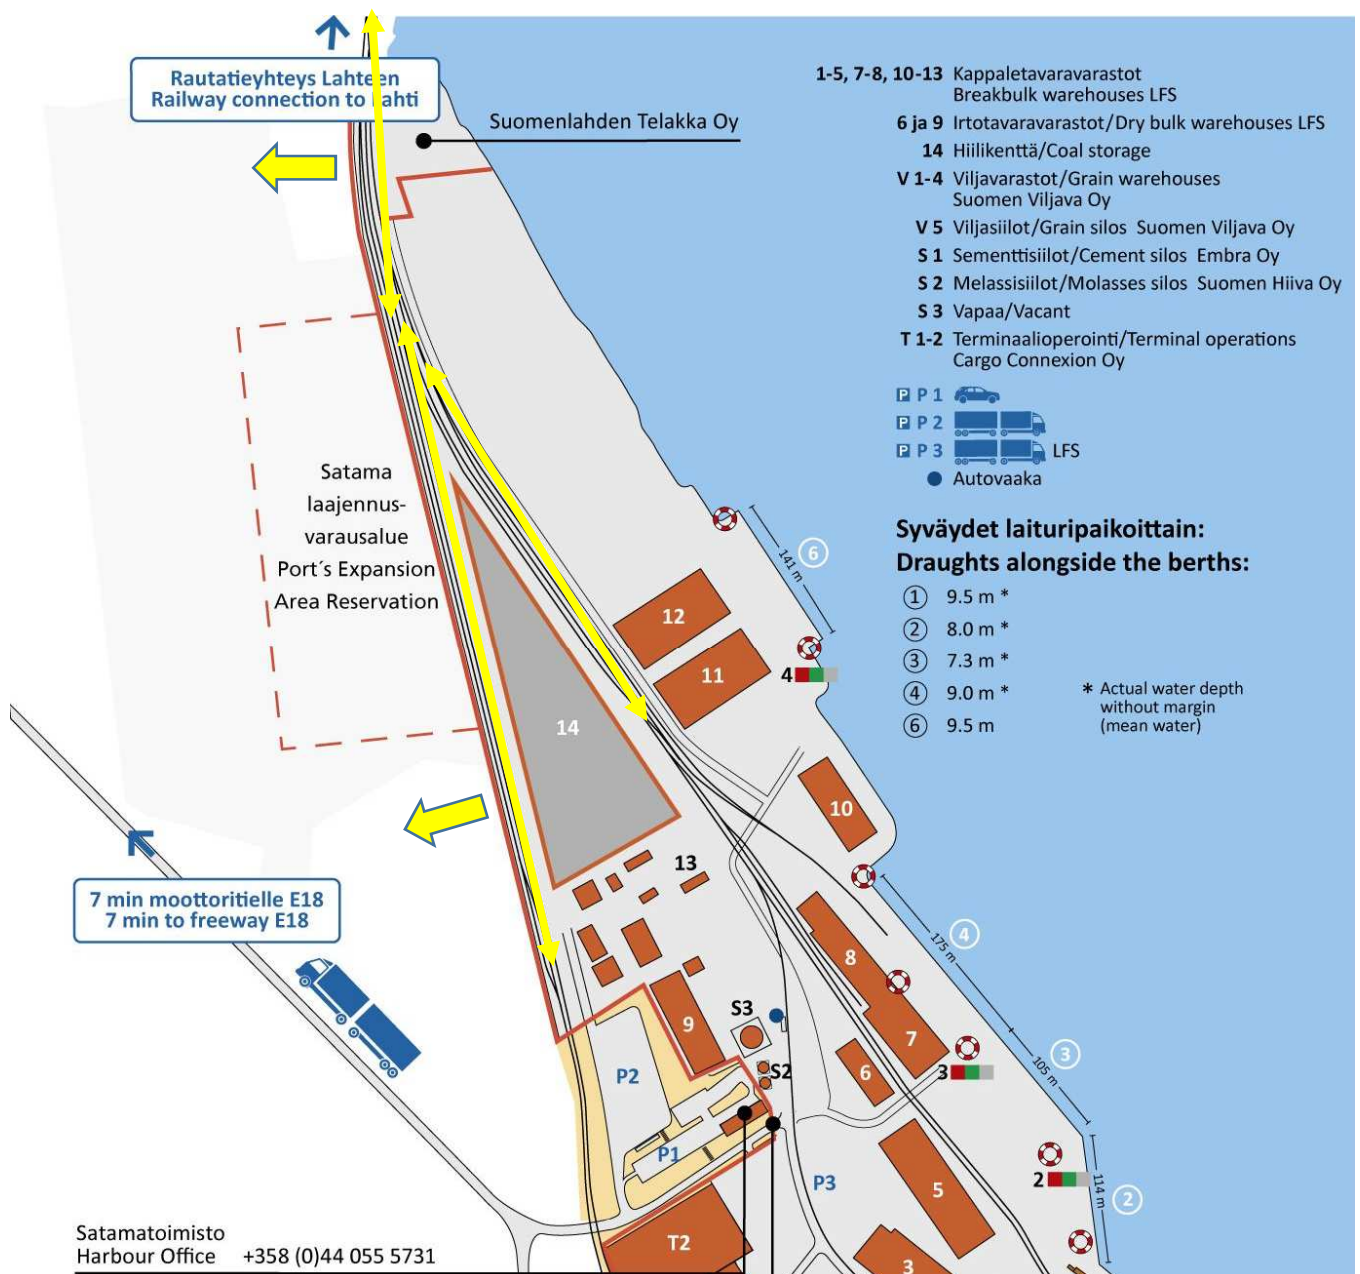 Rautatieyhteys Lahteen
Railway connection to Lahti
Suomenlahden Telakka Oy
1-5, 7-8, 10-13 Kappaletavaravarastot
Breakbulk warehouses LFS
6 ja 9 Irtotavaravarastot/Dry bulk warehouses LFS
14 Hiilikenttä/Coal storage
V 1-4 Viljavarastot/Grain warehouses
Suomen Viljava Oy
V 5 Viljasiilot/Grain silos Suomen Viljava Oy
S 1 Sementtisiilot/Cement silos Embra Oy
S 2 Melassisiilot/Molasses silos Suomen Hiiva Oy
S 3 Vapaa/Vacant
T 1-2 Terminaalioperointi/Terminal operations
Cargo Connexion Oy
P P 1
P P 2
P P 3 LFS
Autovaaka
Syväydet laituripaikoittain:
Draughts alongside the berths:
1 9.5 m *
2 8.0 m *
3 7.3 m *
4 9.0 m *
6 9.5 m
* Actual water depth
without margin
(mean water)
Satama
laajennus-
varausalue
Port´s Expansion
Area Reservation
141 m
6
12
11
4
14
10
13
7 min moottoritielle E18
7 min to freeway E18
175 m
4
8
7
9
S3
S2
6
3
105 m
3
P2
P1
P3
5
2
114 m
2
T2
3
Satamatoimisto
Harbour Office +358 (0)44 055 5731